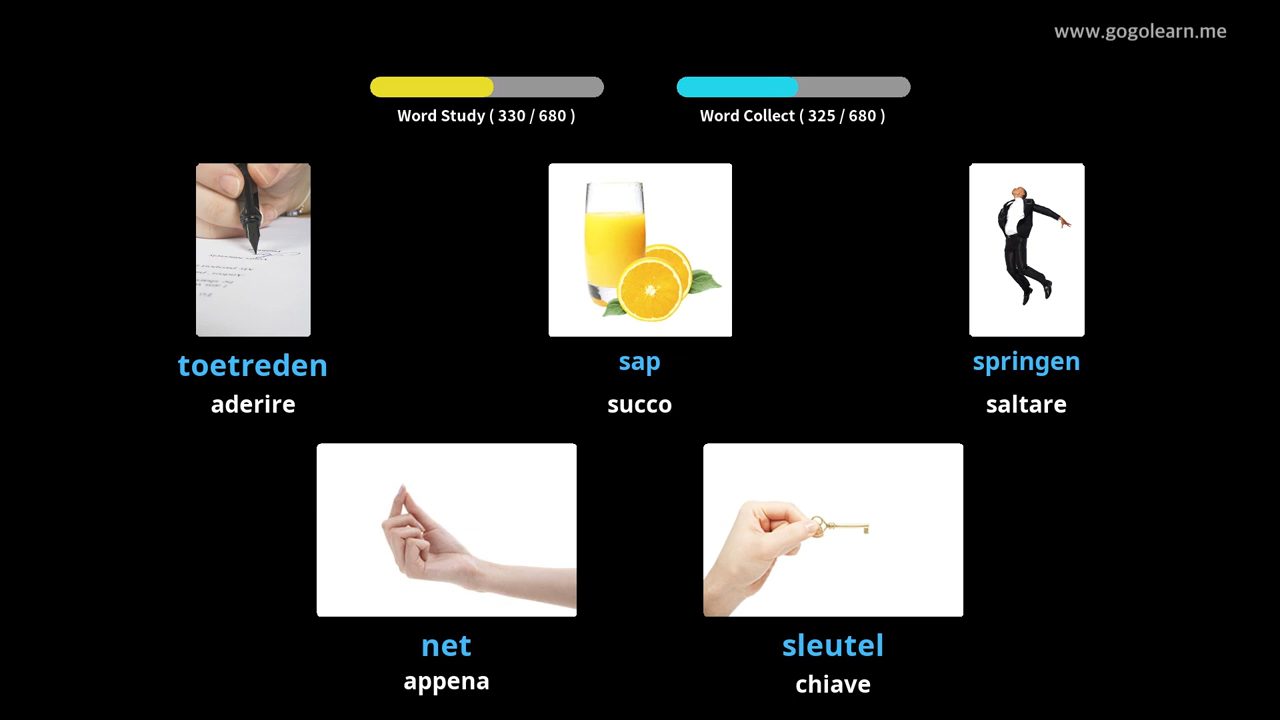 www.gogolearn.me
Word Study ( 330 / 680 )
Word Collect ( 325 / 680 )
toetreden
sap
springen
aderire
succo
saltare
net
sleutel
appena
chiave